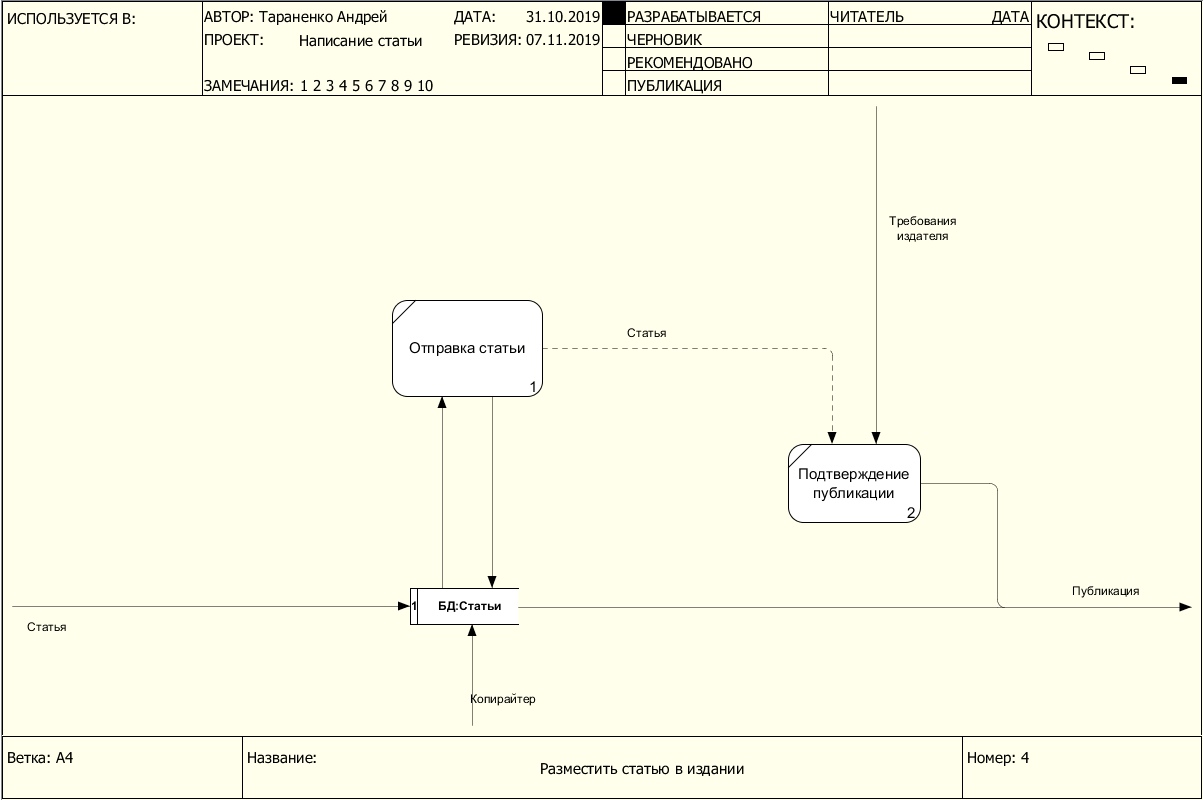 ИСПОЛЬЗУЕТСЯ В:
АВТОР: Тараненко Андрей
ДАТА: 31.10.2019
ПРОЕКТ: Написание статьи
РЕВИЗИЯ: 07.11.2019
ЗАМЕЧАНИЯ: 1 2 3 4 5 6 7 8 9 10
РАЗРАБАТЫВАЕТСЯ
ЧЕРНОВИК
РЕКОМЕНДОВАНО
ПУБЛИКАЦИЯ
ЧИТАТЕЛЬ ДАТА
КОНТЕКСТ:
Требования
издателя
Статья
Отправка статьи
1
Подтверждение
публикации
2
Публикация
1 БД:Статьи
Статья
Копирайтер
Ветка: A4
Название:
Разместить статью в издании
Номер: 4